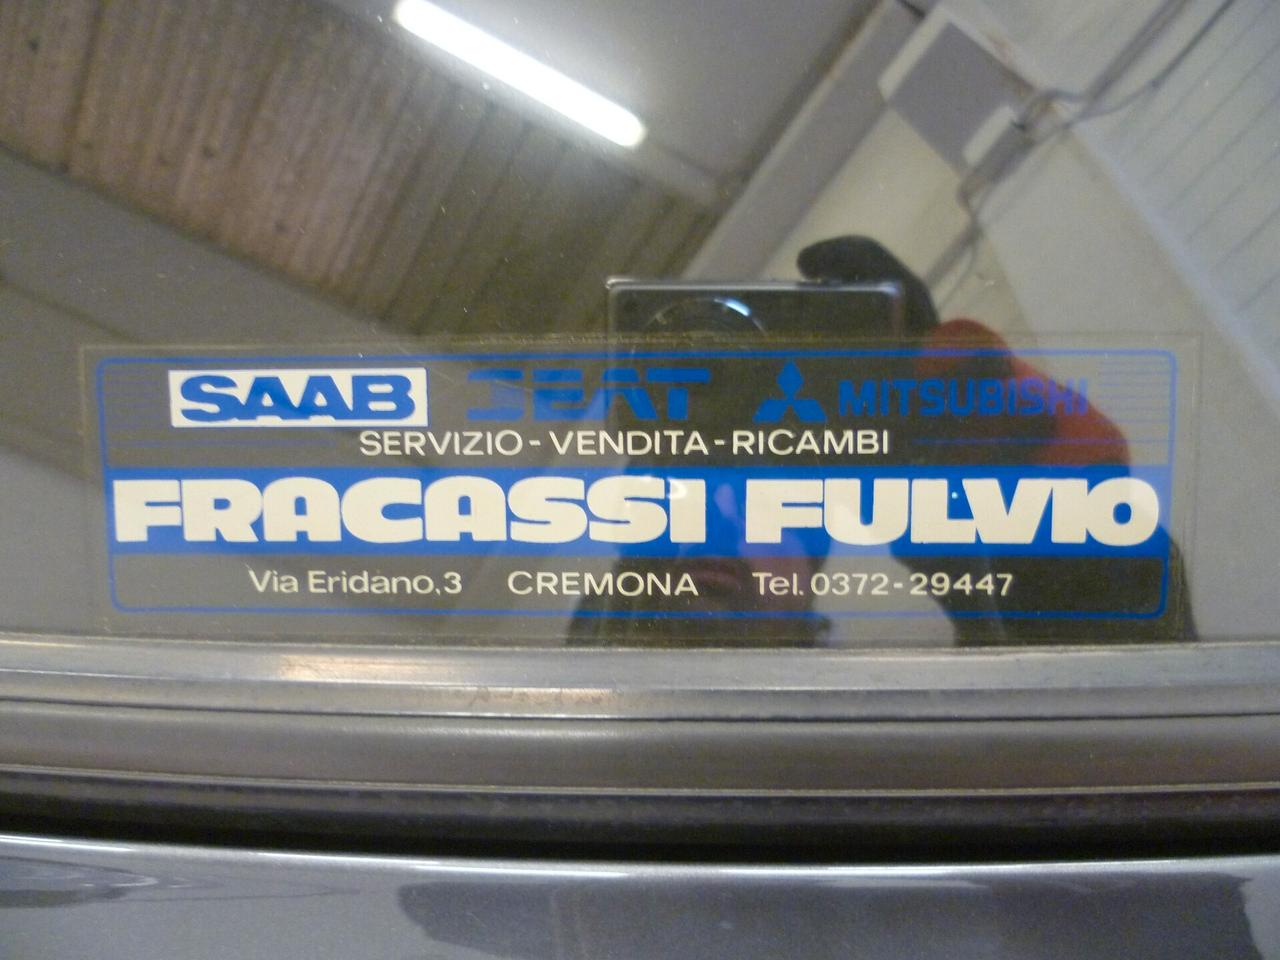 SAAB SEAT MITSUBISHI
SERVIZIO - VENDITA - RICAMBI
FRACASSI FULVIO
Via Eridano, 3 CREMONA Tel. 0372-29447